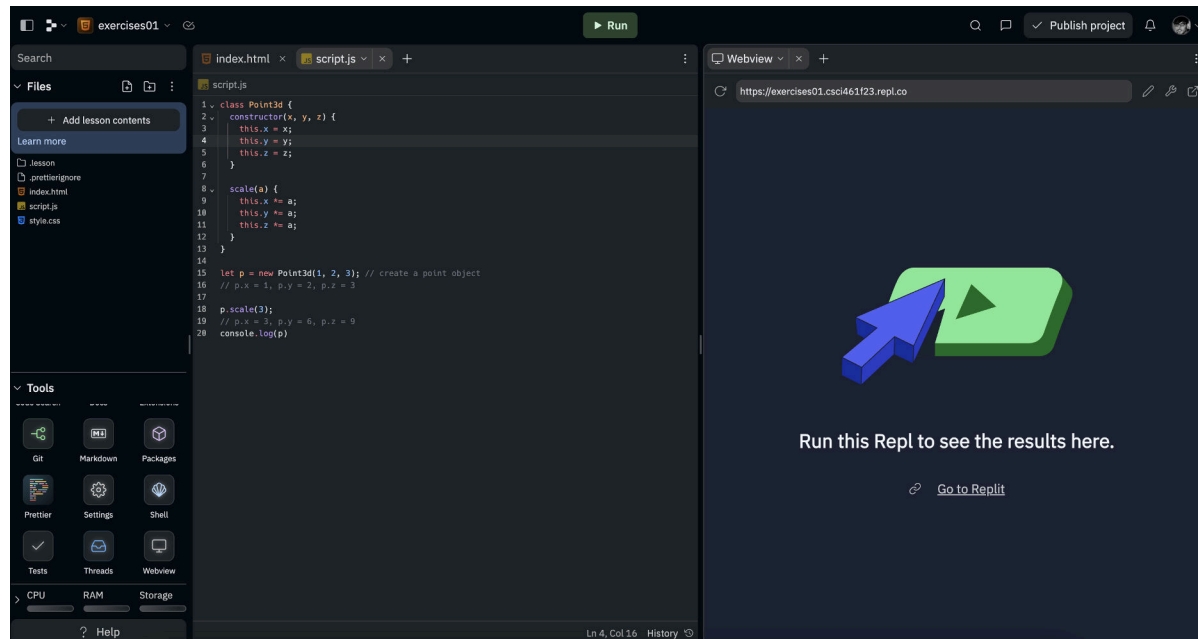 exercises01
Run
Publish project
Search
Files
Add lesson contents
Learn more
.lesson
.prettierignore
index.html
script.js
style.css
Tools
Git
Markdown
Packages
Prettier
Settings
Shell
Tests
Threads
Webview
CPU
RAM
Storage
? Help
index.html
script.js
script.js
1 class Point3d {
2 constructor(x, y, z) {
3 this.x = x;
4 this.y = y;
5 this.z = z;
6 }
7
8 scale(a) {
9 this.x *= a;
10 this.y *= a;
11 this.z *= a;
12 }
13 }
14
15 let p = new Point3d(1, 2, 3); // create a point object
16 // p.x = 1, p.y = 2, p.z = 3
17
18 p.scale(3);
19 // p.x = 3, p.y = 6, p.z = 9
20 console.log(p)
Ln 4, Col 16 History
Webview
https://exercises01.csci461f23.repl.co
Run this Repl to see the results here.
Go to Replit